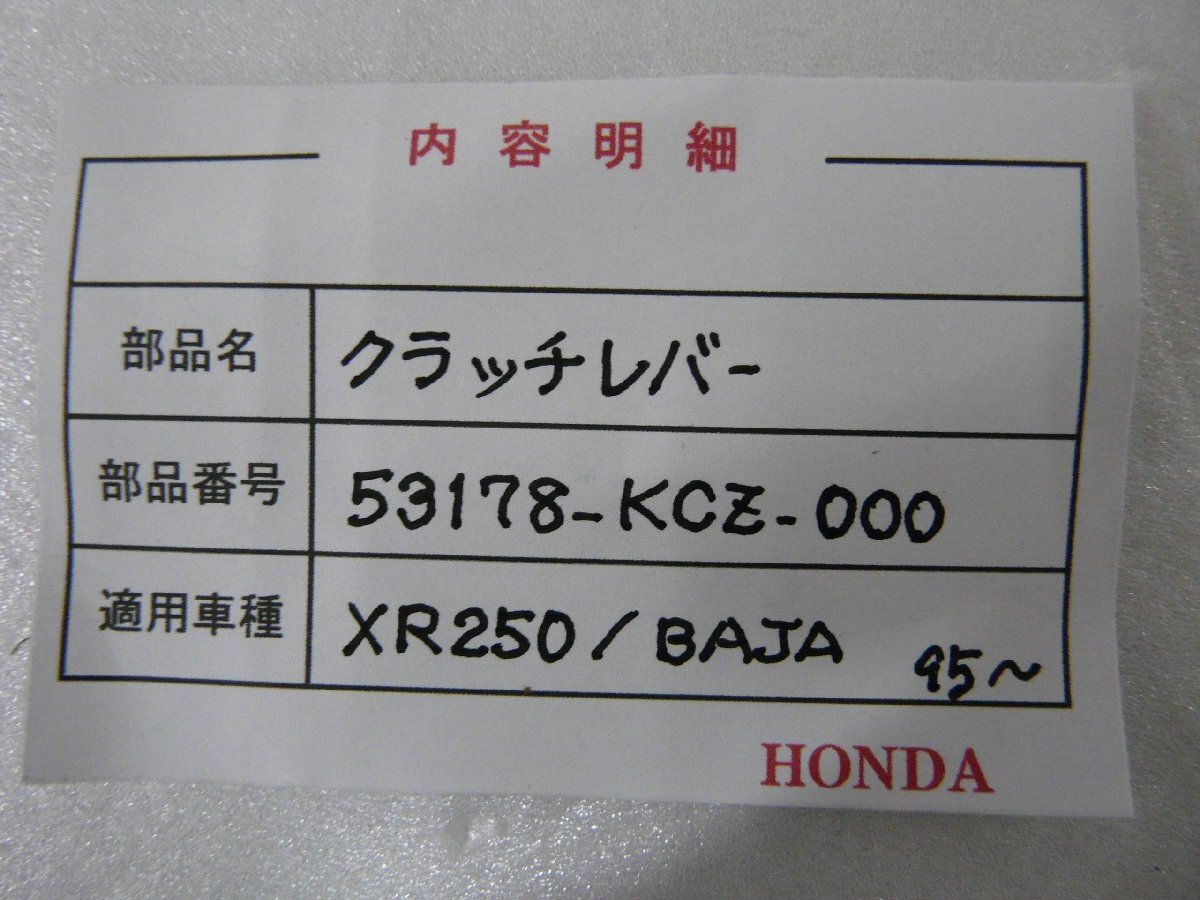 内容明細
部品名 クラッチレバー
部品番号 53178-KCZ-000
適用車種 XR250/BAJA 95~
HONDA